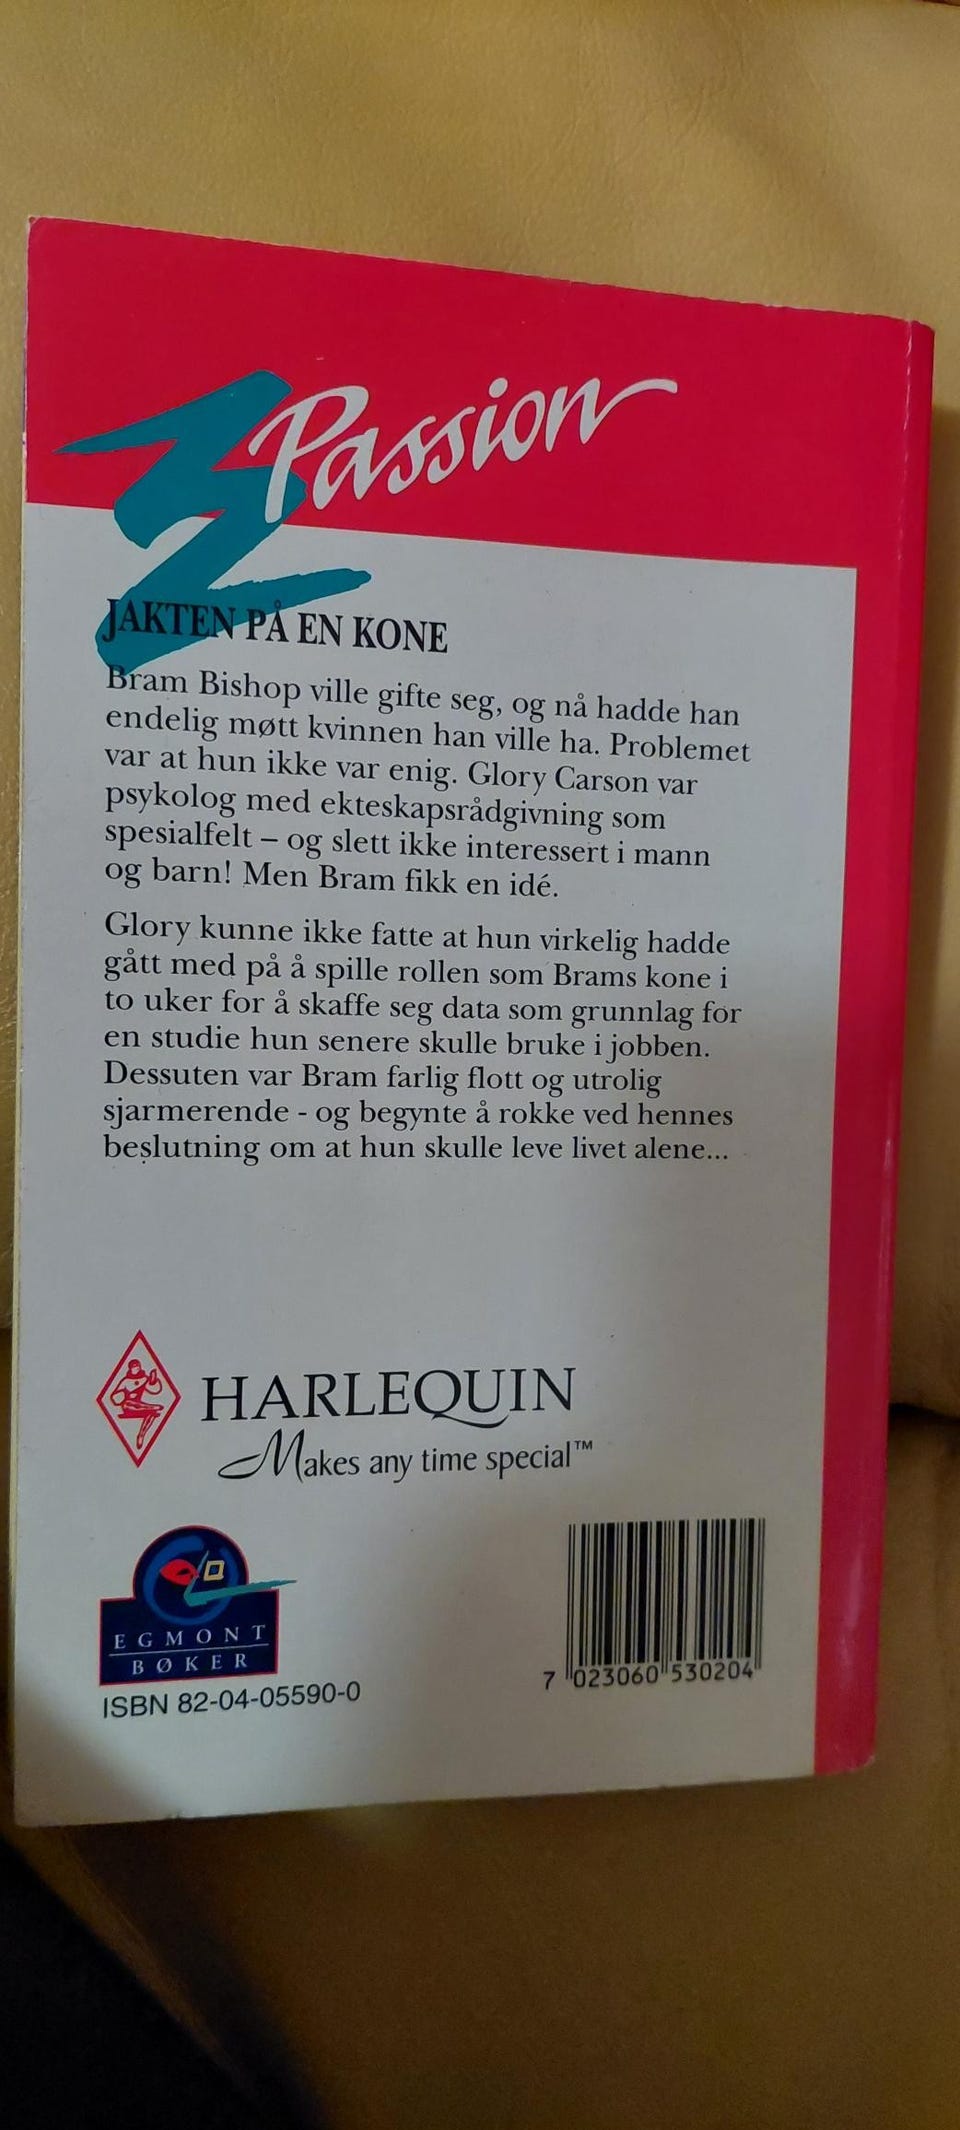 Passion
JAKTEN PÅ EN KONE
Bram Bishop ville gifte seg, og nå hadde han
endelig møtt kvinnen han ville ha. Problemet
var at hun ikke var enig. Glory Carson var
psykolog med ekteskapsrådgivning som
spesialfelt – og slett ikke interessert i mann
og barn! Men Bram fikk en idé.
Glory kunne ikke fatte at hun virkelig hadde
gått med på å spille rollen som Brams kone i
to uker for å skaffe seg data som grunnlag for
en studie hun senere skulle bruke i jobben.
Dessuten var Bram farlig flott og utrolig
sjarmerende - og begynte å rokke ved hennes
beslutning om at hun skulle leve livet alene...
HARLEQUIN
Makes any time special™
EGMONT
BØKER
ISBN 82-04-05590-0
7 023060 530204